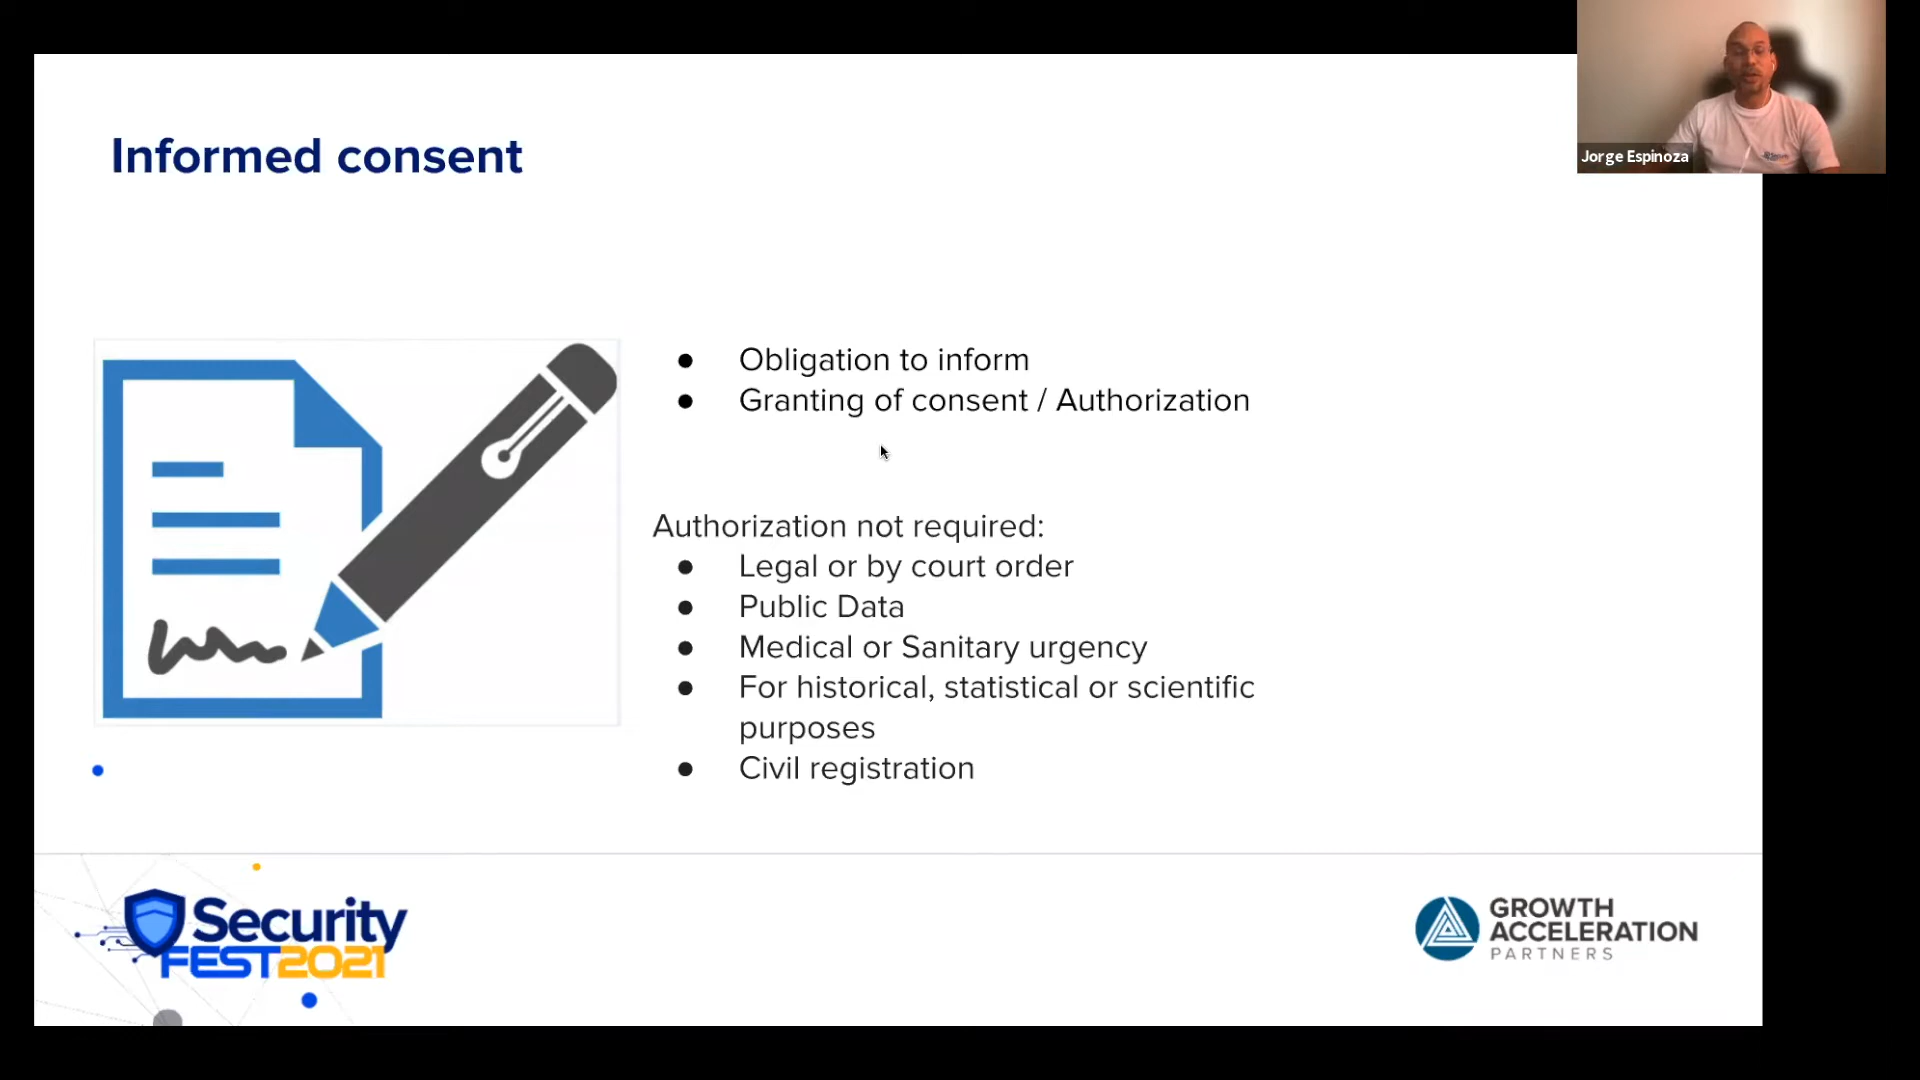 Informed consent
Jorge Espinoza
● Obligation to inform
● Granting of consent / Authorization
Authorization not required:
● Legal or by court order
● Public Data
● Medical or Sanitary urgency
● For historical, statistical or scientific
purposes
● Civil registration
Security
FEST2021
GROWTH
ACCELERATION
PARTNERS